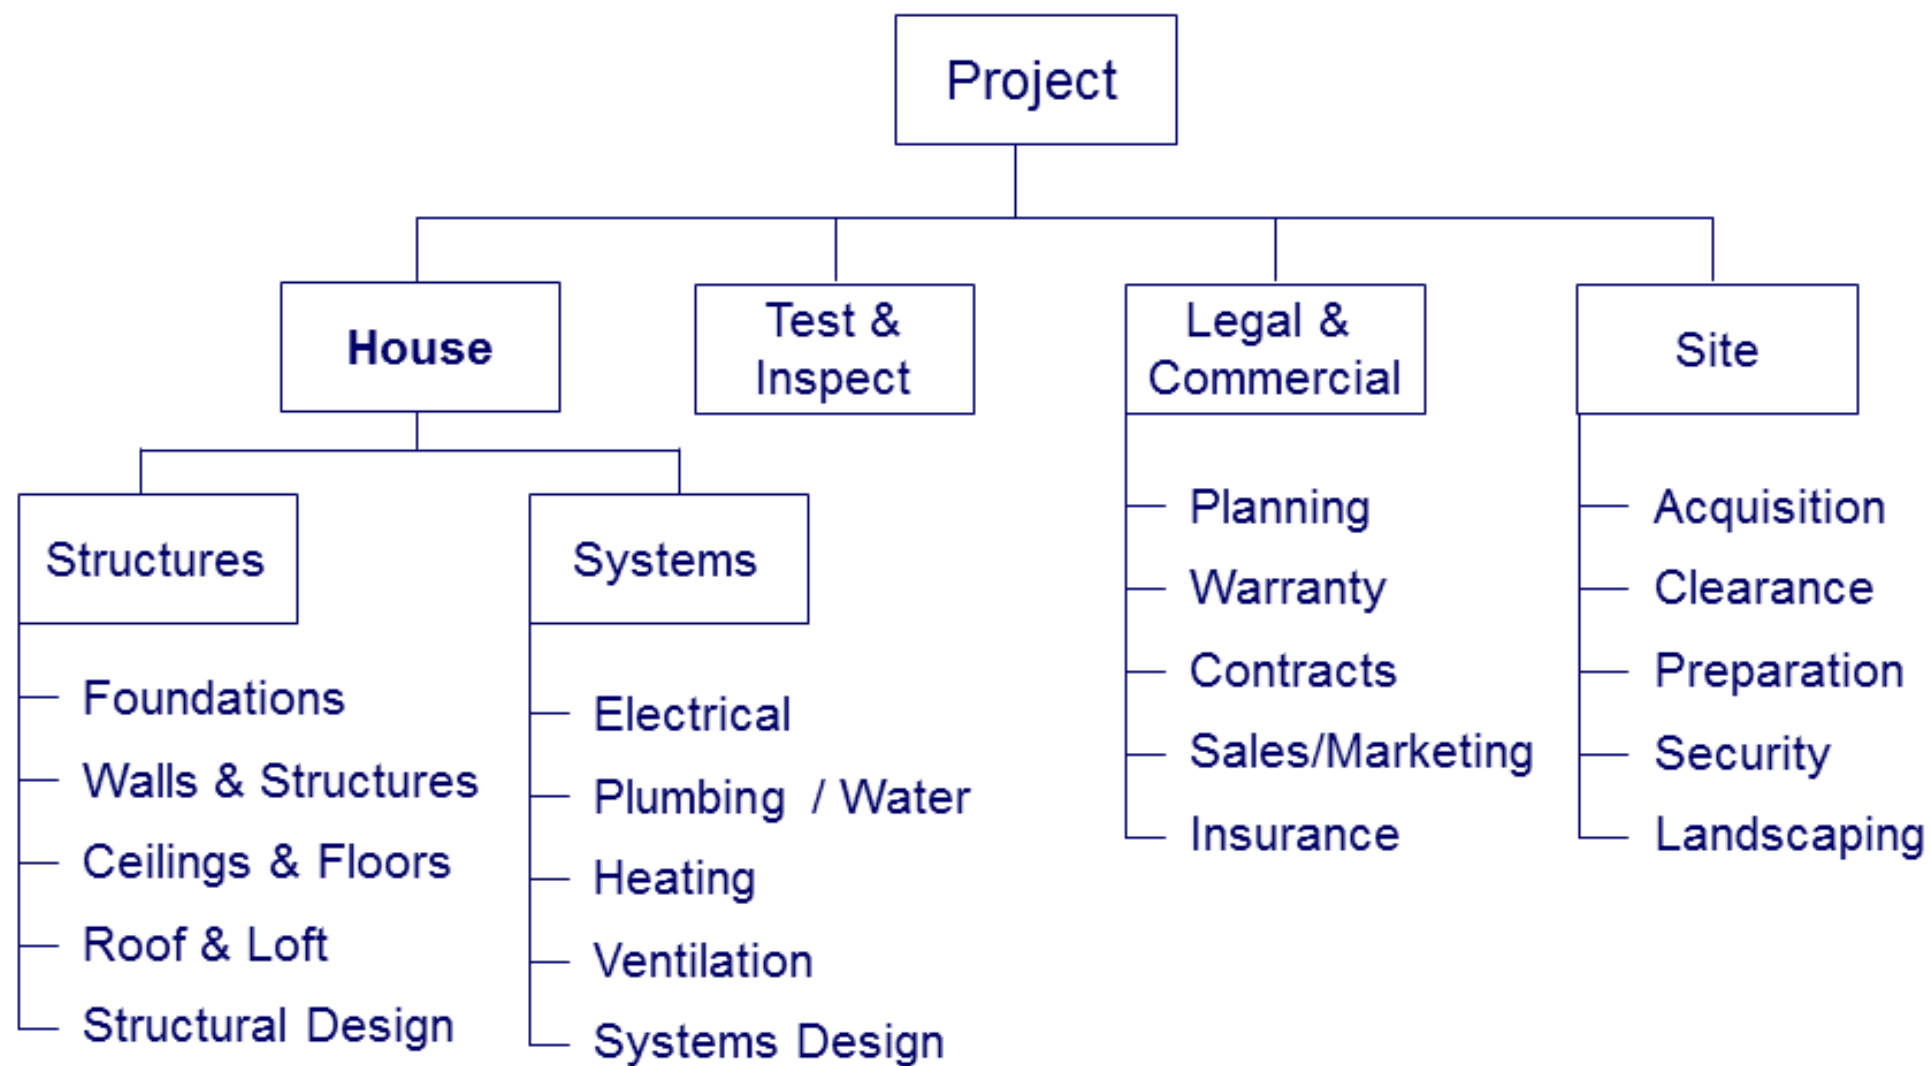 Project
House
Test &
Inspect
Legal &
Commercial
Site
Structures
Foundations
Walls & Structures
Ceilings & Floors
Roof & Loft
Structural Design
Systems
Electrical
Plumbing / Water
Heating
Ventilation
Systems Design
Planning
Warranty
Contracts
Sales/Marketing
Insurance
Acquisition
Clearance
Preparation
Security
Landscaping